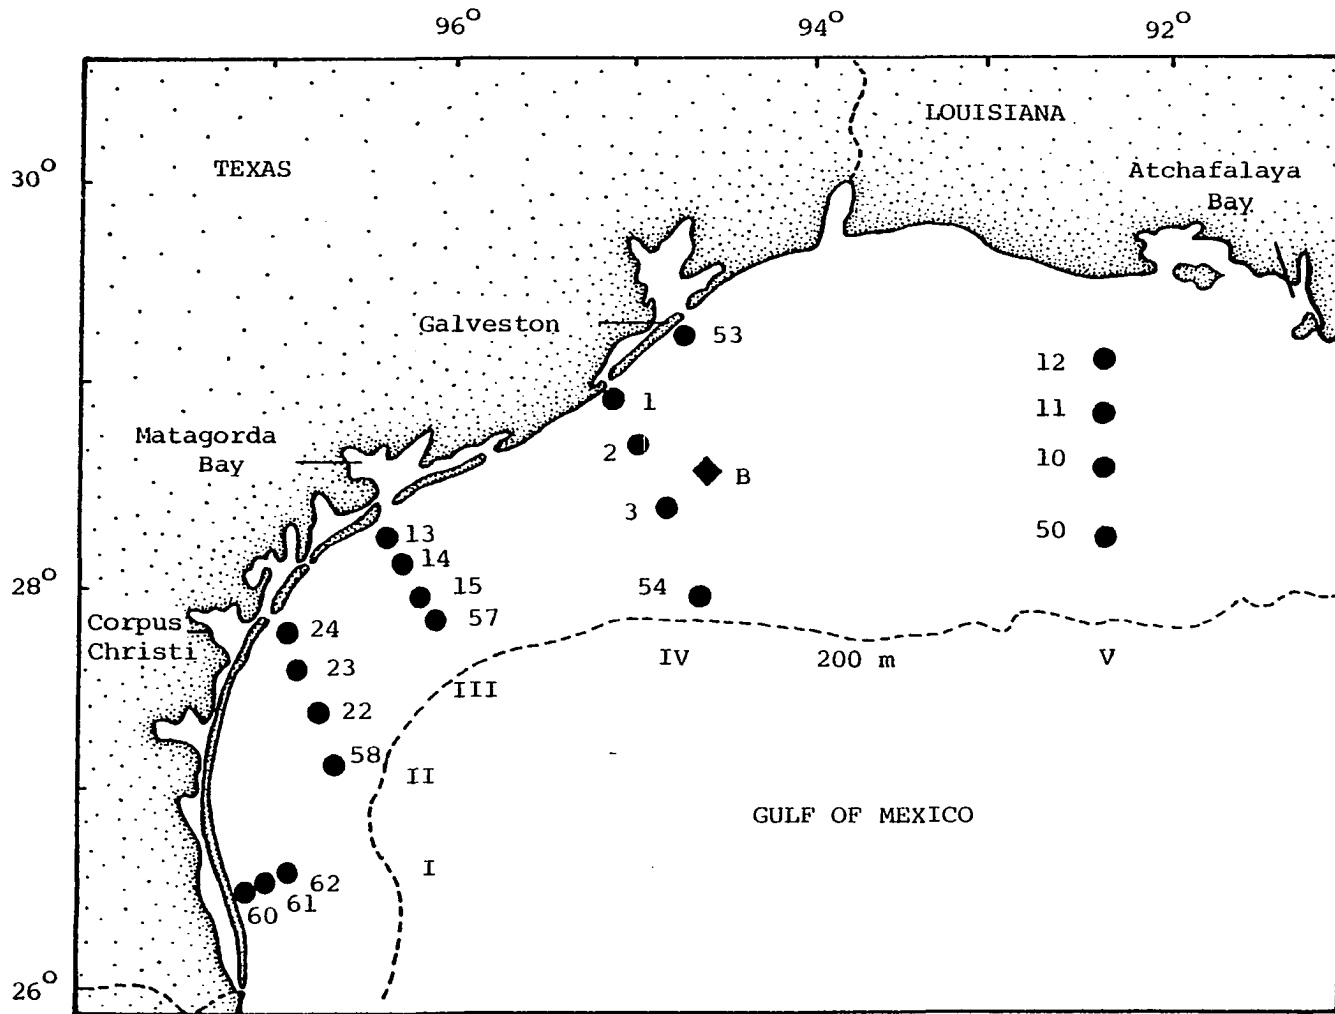 96° 94° 92°
LOUISIANA
TEXAS
30°
Atchafalaya
Bay
Galveston
53
12
1
11
Matagorda
Bay
2
10
B
3
13
50
14
28°
15
54
57
Corpus
Christi
24
23
IV
200 m
V
III
22
58
II
GULF OF MEXICO
I
62
61
60
26°